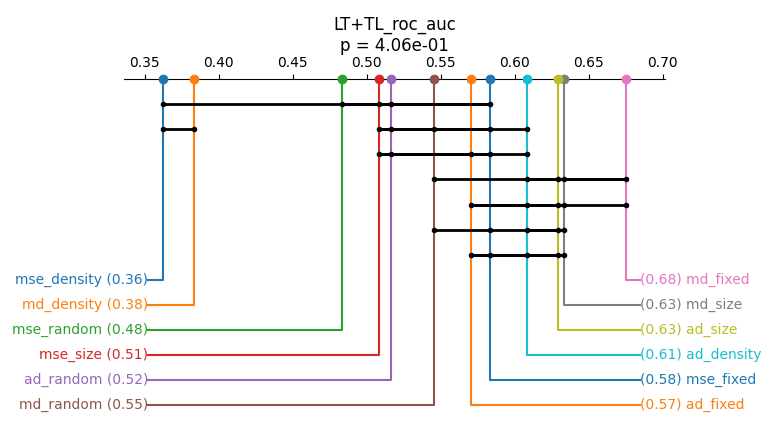 LT+TL_roc_auc
p = 4.06e-01
0.35 0.40 0.45 0.50 0.55 0.60 0.65 0.70
mse_density (0.36) (0.68) md_fixed
md_density (0.38) (0.63) md_size
mse_random (0.48) (0.63) ad_size
mse_size (0.51) (0.61) ad_density
ad_random (0.52) (0.58) mse_fixed
md_random (0.55) (0.57) ad_fixed